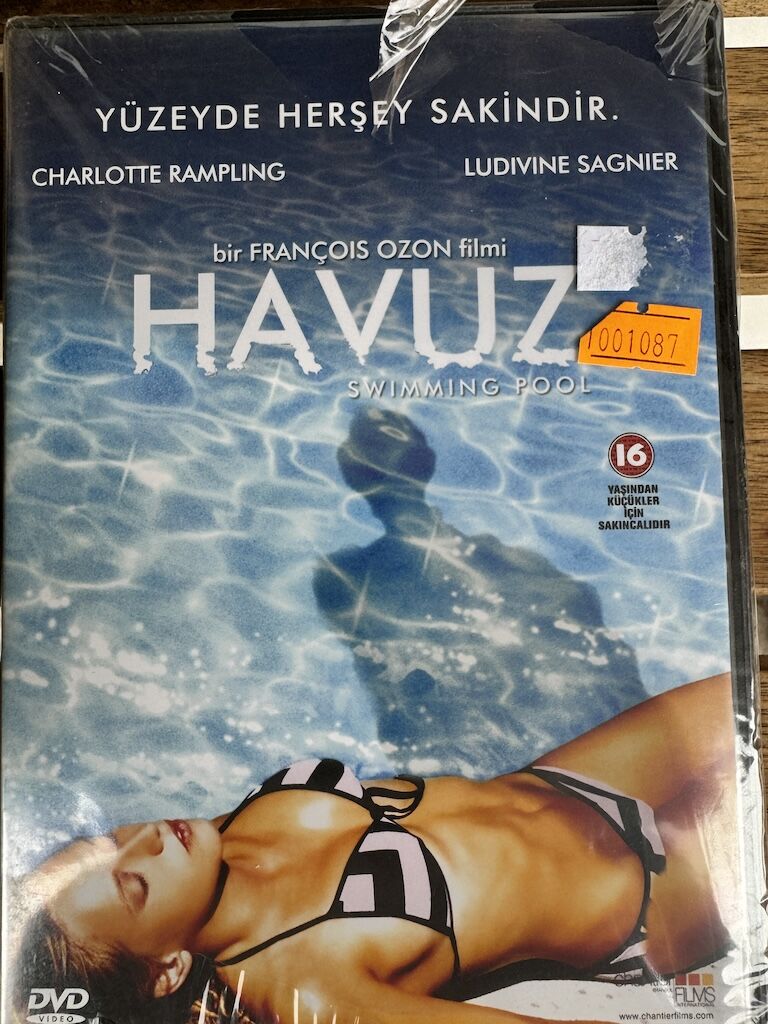 YÜZEYDE HERŞEY SAKİNDİR.
CHARLOTTE RAMPLING
LUDIVINE SAGNIER
bir FRANÇOIS OZON filmi
HAVUZ
1001087
SWIMMING POOL
16
YAŞINDAN
KÜÇÜKLER
İÇİN
SAKINCALIDIR
DVD
VIDEO
FILMS
INTERNATIONAL
www.chantierfilms.com